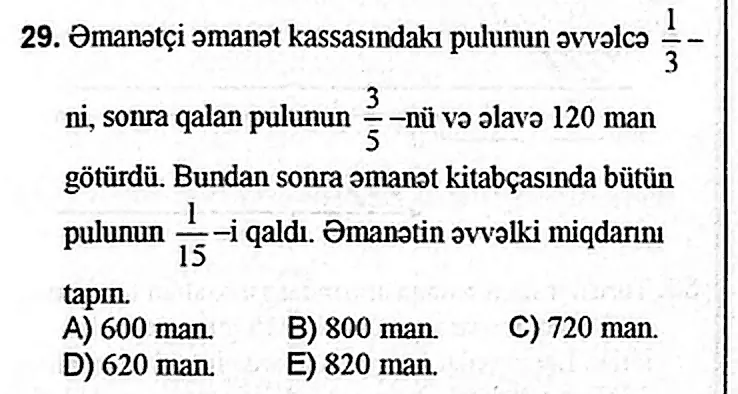 29. Əmanətçi əmanət kassasındakı pulunun əvvəlcə 1/3 –
ni, sonra qalan pulunun 3/5 –nü və əlavə 120 man
götürdü. Bundan sonra əmanət kitabçasında bütün
pulunun 1/15 –i qaldı. Əmanətin əvvəlki miqdarını
tapın.
A) 600 man. B) 800 man. C) 720 man.
D) 620 man. E) 820 man.